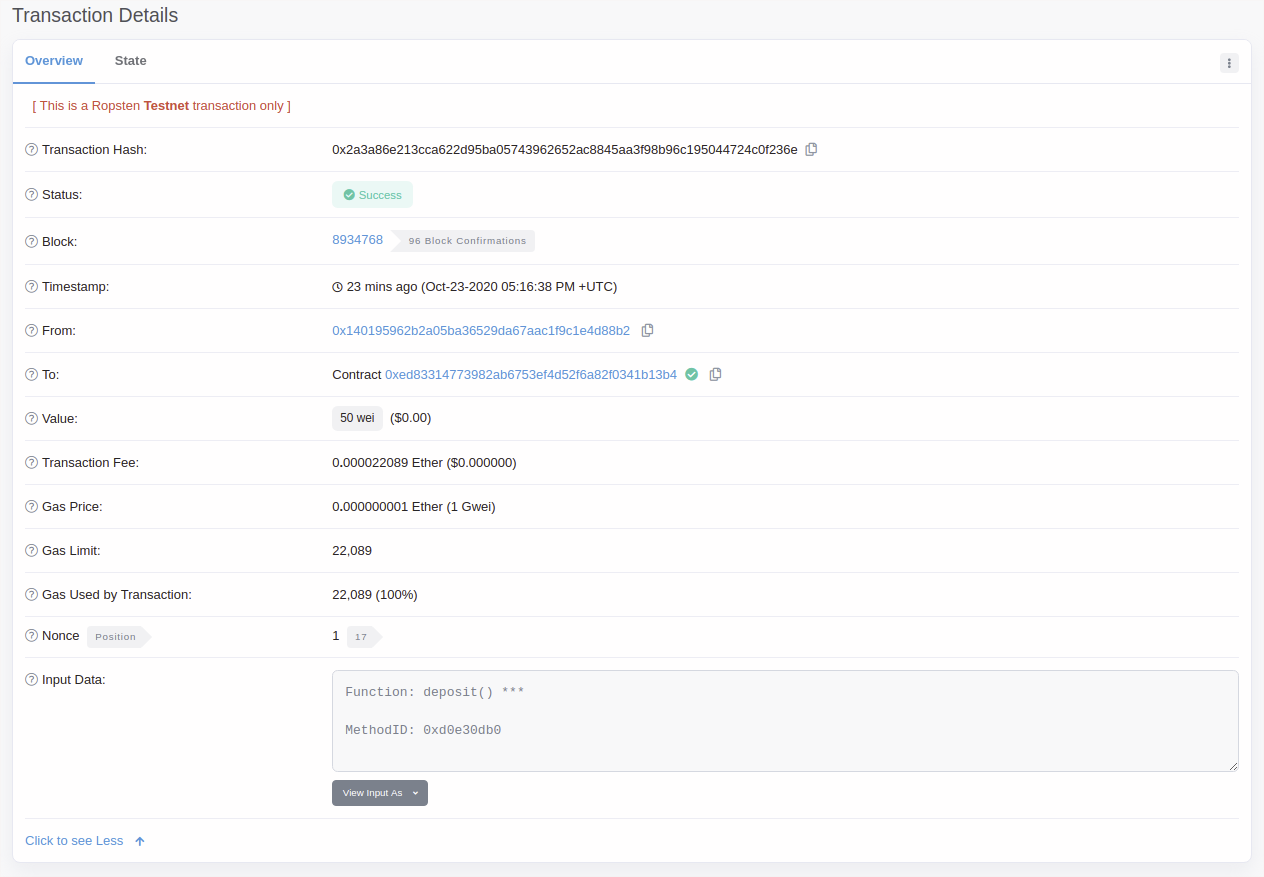 Transaction Details
Overview State
[ This is a Ropsten Testnet transaction only ]
Transaction Hash: 0x2a3a86e213cca622d95ba05743962652ac8845aa3f98b96c195044724c0f236e
Status: Success
Block: 8934768 96 Block Confirmations
Timestamp: 23 mins ago (Oct-23-2020 05:16:38 PM +UTC)
From: 0x140195962b2a05ba36529da67aac1f9c1e4d88b2
To: Contract 0xed83314773982ab6753ef4d52f6a82f0341b13b4
Value: 50 wei ($0.00)
Transaction Fee: 0.000022089 Ether ($0.000000)
Gas Price: 0.000000001 Ether (1 Gwei)
Gas Limit: 22,089
Gas Used by Transaction: 22,089 (100%)
Nonce Position 1 17
Input Data: Function: deposit() ***
MethodID: 0xd0e30db0
View Input As
Click to see Less